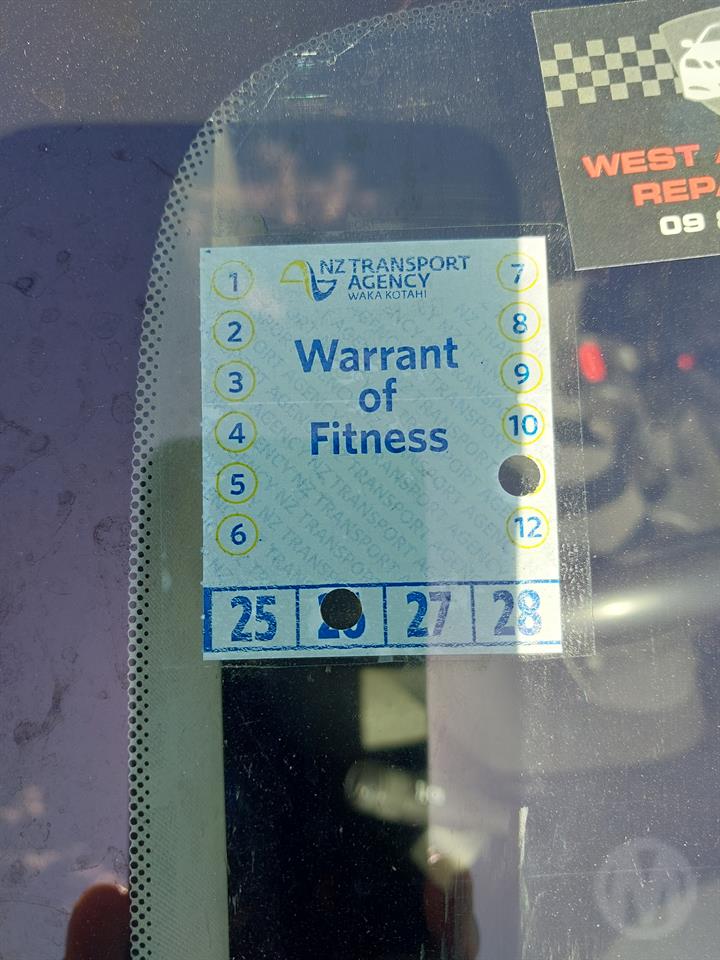 WEST
REPA
09
NZ TRANSPORT
AGENCY
WAKA KOTAHI
Warrant
of
Fitness
1
2
3
4
5
6
7
8
9
10
12
25 26 27 28